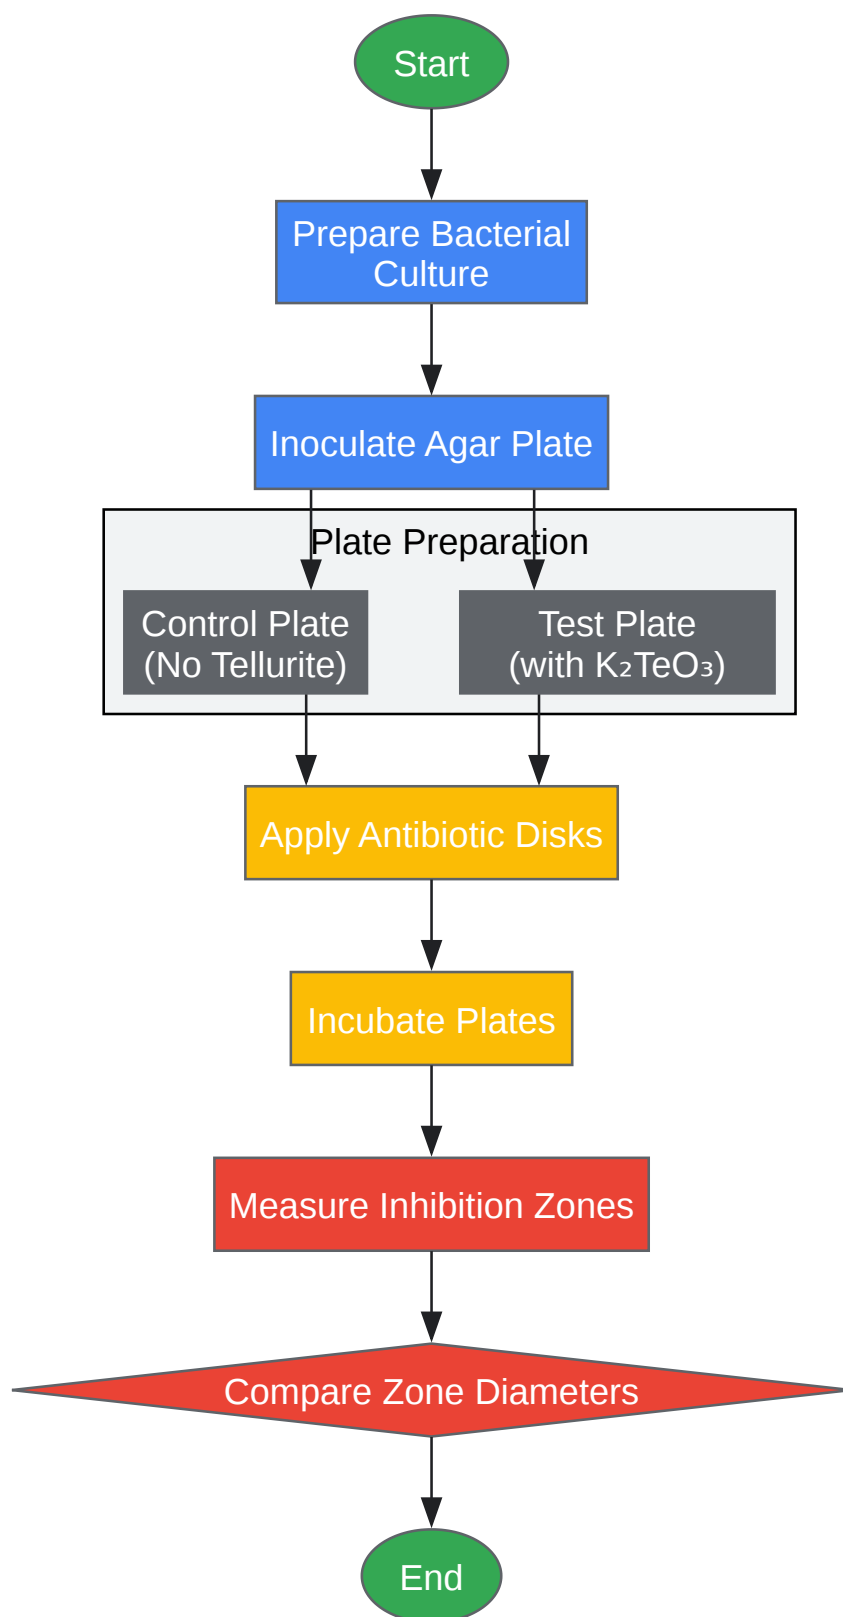 Start
Prepare Bacterial
Culture
Inoculate Agar Plate
Plate Preparation
Control Plate
(No Tellurite)
Test Plate
(with K₂TeO₃)
Apply Antibiotic Disks
Incubate Plates
Measure Inhibition Zones
Compare Zone Diameters
End